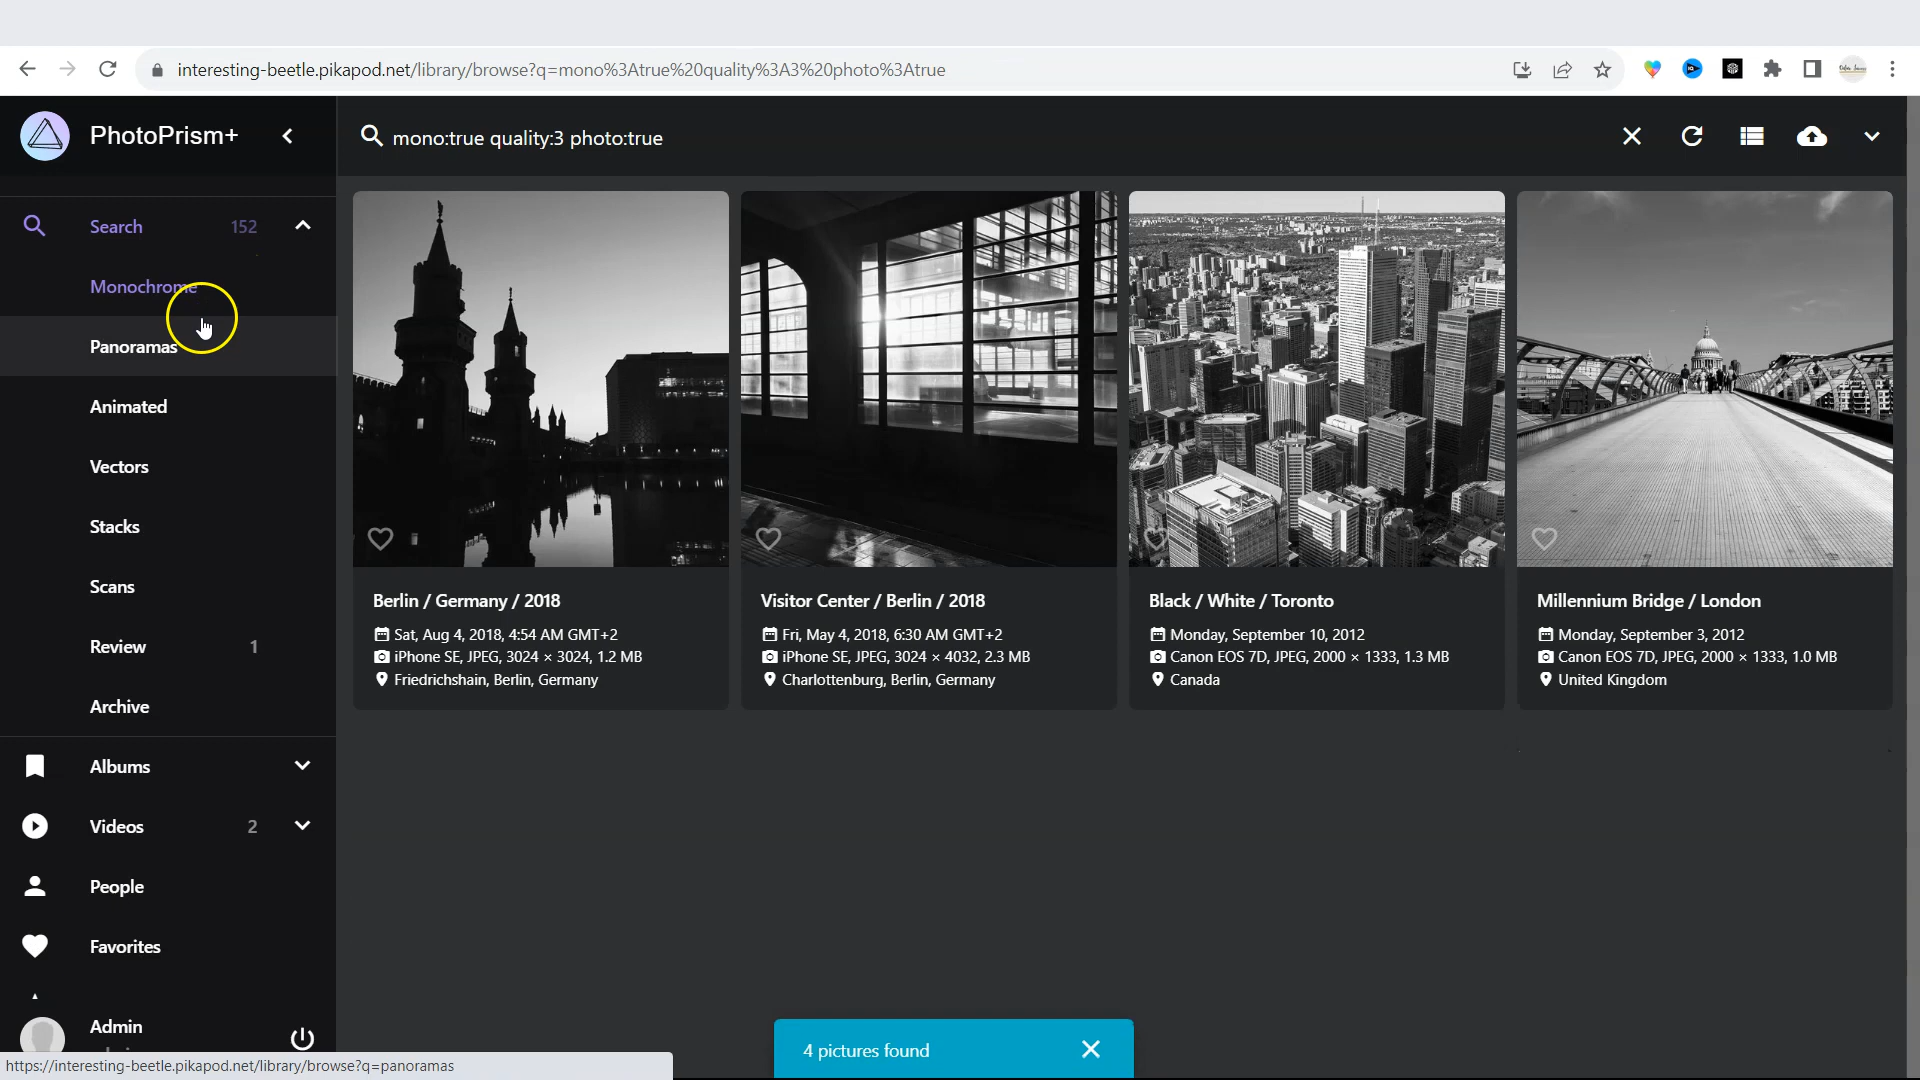 interesting-beetle.pikapod.net/library/browse?q=mono%3Atrue%20quality%3A3%20photo%3Atrue
PhotoPrism+
mono:true quality:3 photo:true
Search 152
Monochrome
Panoramas
Animated
Vectors
Stacks
Scans
Review 1
Archive
Albums
Videos 2
People
Favorites
Admin
Berlin / Germany / 2018
Sat, Aug 4, 2018, 4:54 AM GMT+2
iPhone SE, JPEG, 3024 × 3024, 1.2 MB
Friedrichshain, Berlin, Germany
Visitor Center / Berlin / 2018
Fri, May 4, 2018, 6:30 AM GMT+2
iPhone SE, JPEG, 3024 × 4032, 2.3 MB
Charlottenburg, Berlin, Germany
Black / White / Toronto
Monday, September 10, 2012
Canon EOS 7D, JPEG, 2000 × 1333, 1.3 MB
Canada
Millennium Bridge / London
Monday, September 3, 2012
Canon EOS 7D, JPEG, 2000 × 1333, 1.0 MB
United Kingdom
4 pictures found
https://interesting-beetle.pikapod.net/library/browse?q=panoramas